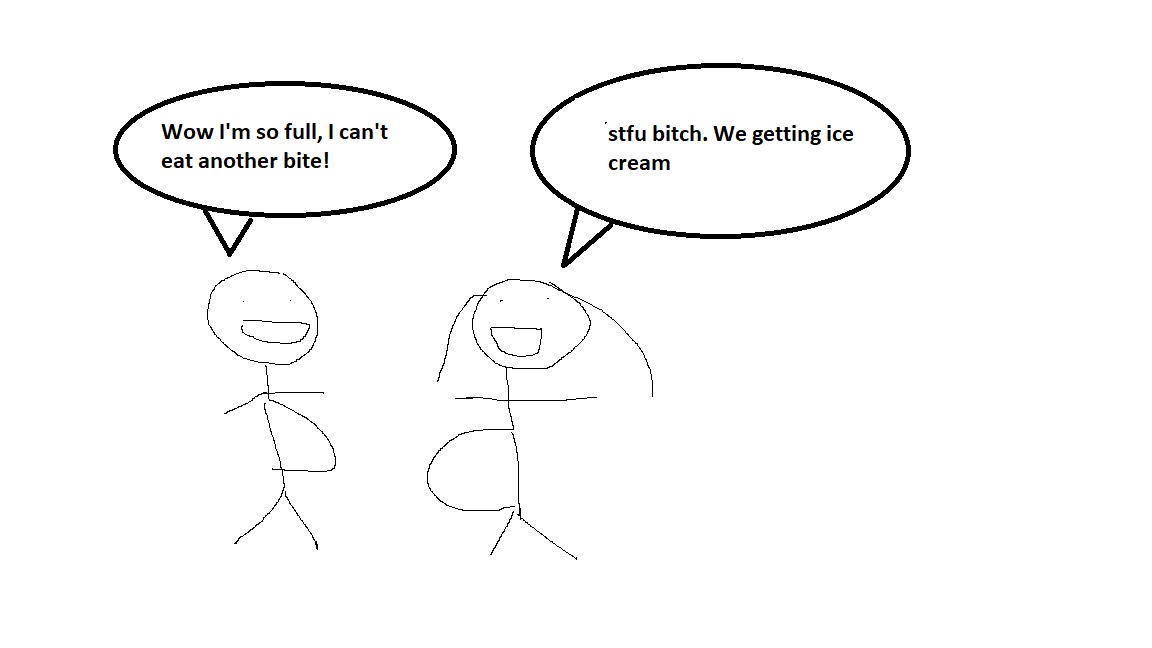 Wow I'm so full, I can't
eat another bite!
stfu bitch. We getting ice
cream